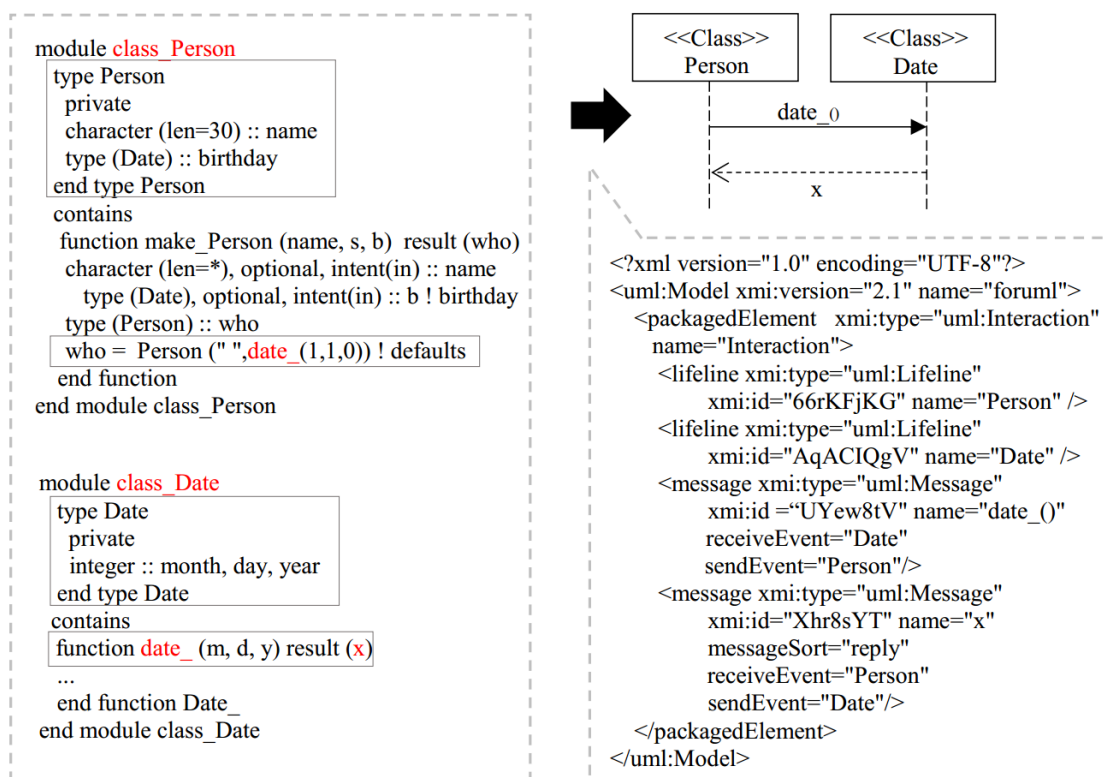 module class_Person
type Person
private
character (len=30) :: name
type (Date) :: birthday
end type Person
contains
function make_Person (name, s, b) result (who)
character (len=*), optional, intent(in) :: name
type (Date), optional, intent(in) :: b ! birthday
type (Person) :: who
who = Person (" ",date_(1,1,0)) ! defaults
end function
end module class_Person
module class_Date
type Date
private
integer :: month, day, year
end type Date
contains
function date_ (m, d, y) result (x)
...
end function Date_
end module class_Date
<<Class>>
Person
<<Class>>
Date
date_()
x
<?xml version="1.0" encoding="UTF-8"?>
<uml:Model xmi:version="2.1" name="foruml">
<packagedElement xmi:type="uml:Interaction"
name="Interaction">
<lifeline xmi:type="uml:Lifeline"
xmi:id="66rKFjKG" name="Person" />
<lifeline xmi:type="uml:Lifeline"
xmi:id="AqACIQgV" name="Date" />
<message xmi:type="uml:Message"
xmi:id =“UYew8tV" name="date_()"
receiveEvent="Date"
sendEvent="Person"/>
<message xmi:type="uml:Message"
xmi:id="Xhr8sYT" name="x"
messageSort="reply"
receiveEvent="Person"
sendEvent="Date"/>
</packagedElement>
</uml:Model>